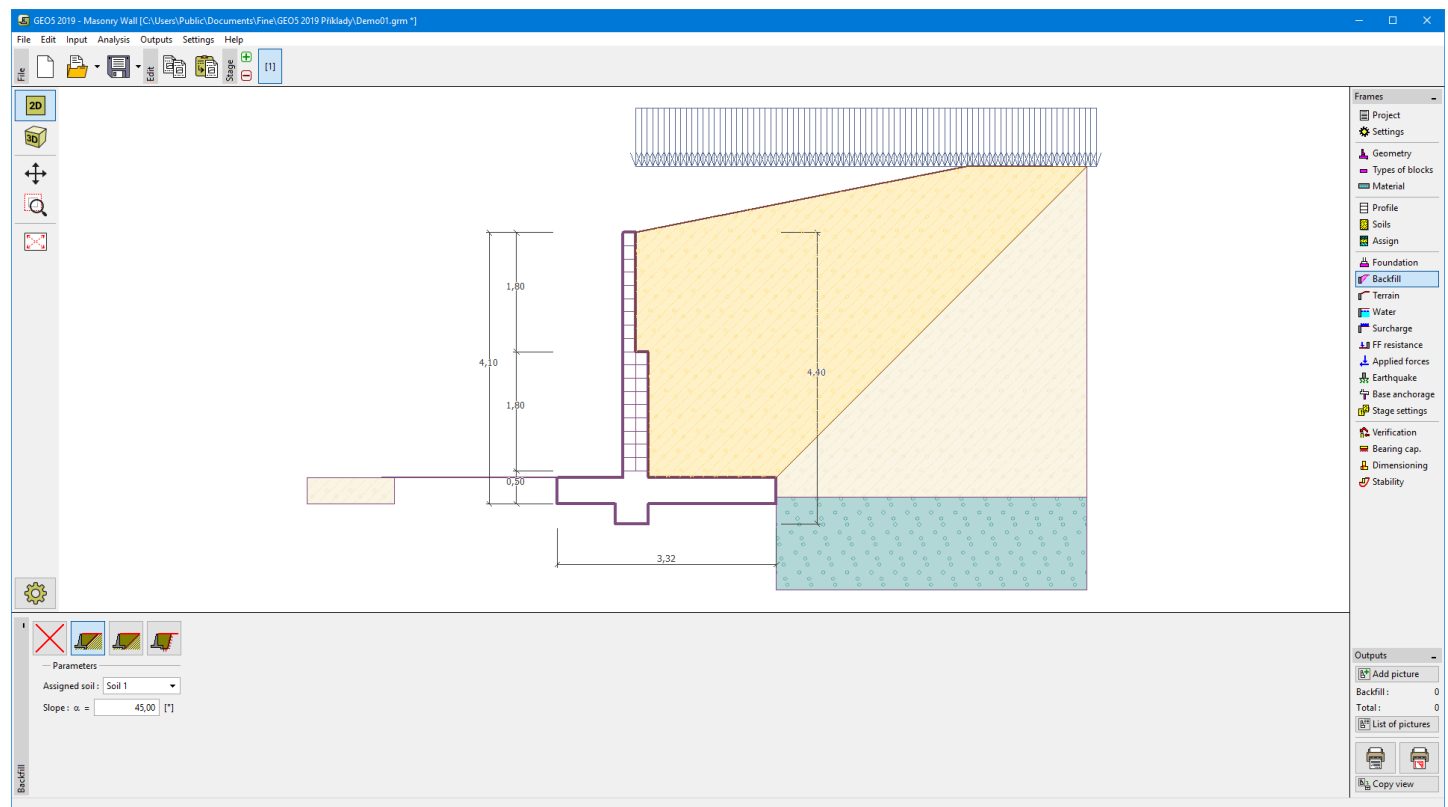 GEO5 2019 - Masonry Wall [C:\Users\Public\Documents\Fine\GEO5 2019 Příklady\Demo01.grm *]
File Edit Input Analysis Outputs Settings Help
File
Edit
Stage
[1]
2D
3D
1,80
4,10
1,80
0,50
4,40
3,32
Frames
Project
Settings
Geometry
Types of blocks
Material
Profile
Soils
Assign
Foundation
Backfill
Terrain
Water
Surcharge
FF resistance
Applied forces
Earthquake
Base anchorage
Stage settings
Verification
Bearing cap.
Dimensioning
Stability
Backfill
Parameters
Assigned soil : Soil 1
Slope : α = 45,00 [°]
Outputs
Add picture
Backfill : 0
Total : 0
List of pictures
Copy view